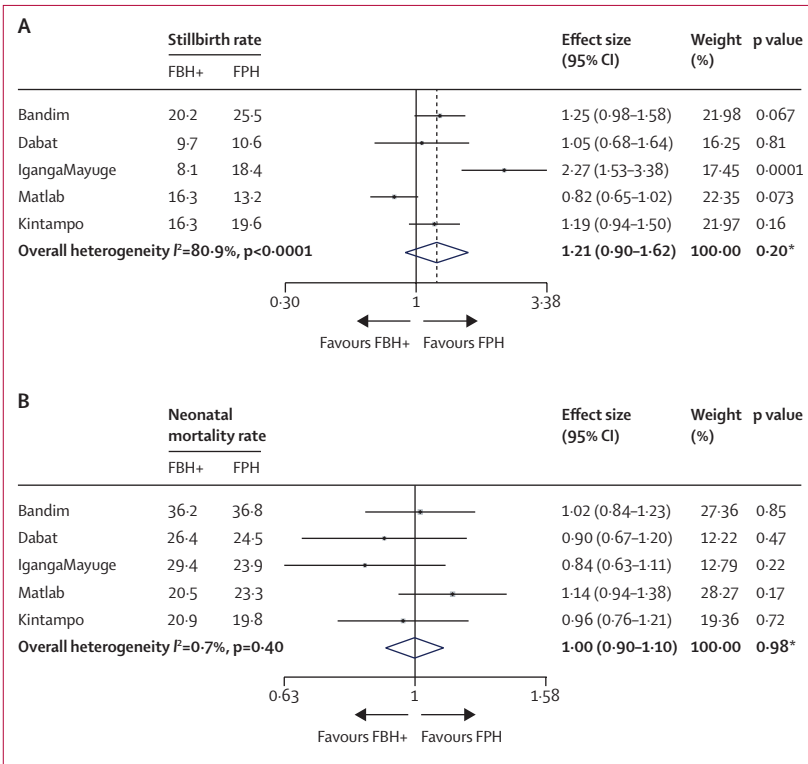 A
Stillbirth rate Effect size (95% CI) Weight (%) p value
FBH+ FPH
Bandim 20·2 25·5 1·25 (0·98–1·58) 21·98 0·067
Dabat 9·7 10·6 1·05 (0·68–1·64) 16·25 0·81
IgangaMayuge 8·1 18·4 2·27 (1·53–3·38) 17·45 0·0001
Matlab 16·3 13·2 0·82 (0·65–1·02) 22·35 0·073
Kintampo 16·3 19·6 1·19 (0·94–1·50) 21·97 0·16
Overall heterogeneity I²=80·9%, p<0·0001 1·21 (0·90–1·62) 100·00 0·20*
0·30 1 3·38
Favours FBH+ Favours FPH
B
Neonatal mortality rate Effect size (95% CI) Weight (%) p value
FBH+ FPH
Bandim 36·2 36·8 1·02 (0·84–1·23) 27·36 0·85
Dabat 26·4 24·5 0·90 (0·67–1·20) 12·22 0·47
IgangaMayuge 29·4 23·9 0·84 (0·63–1·11) 12·79 0·22
Matlab 20·5 23·3 1·14 (0·94–1·38) 28·27 0·17
Kintampo 20·9 19·8 0·96 (0·76–1·21) 19·36 0·72
Overall heterogeneity I²=0·7%, p=0·40 1·00 (0·90–1·10) 100·00 0·98*
0·63 1 1·58
Favours FBH+ Favours FPH